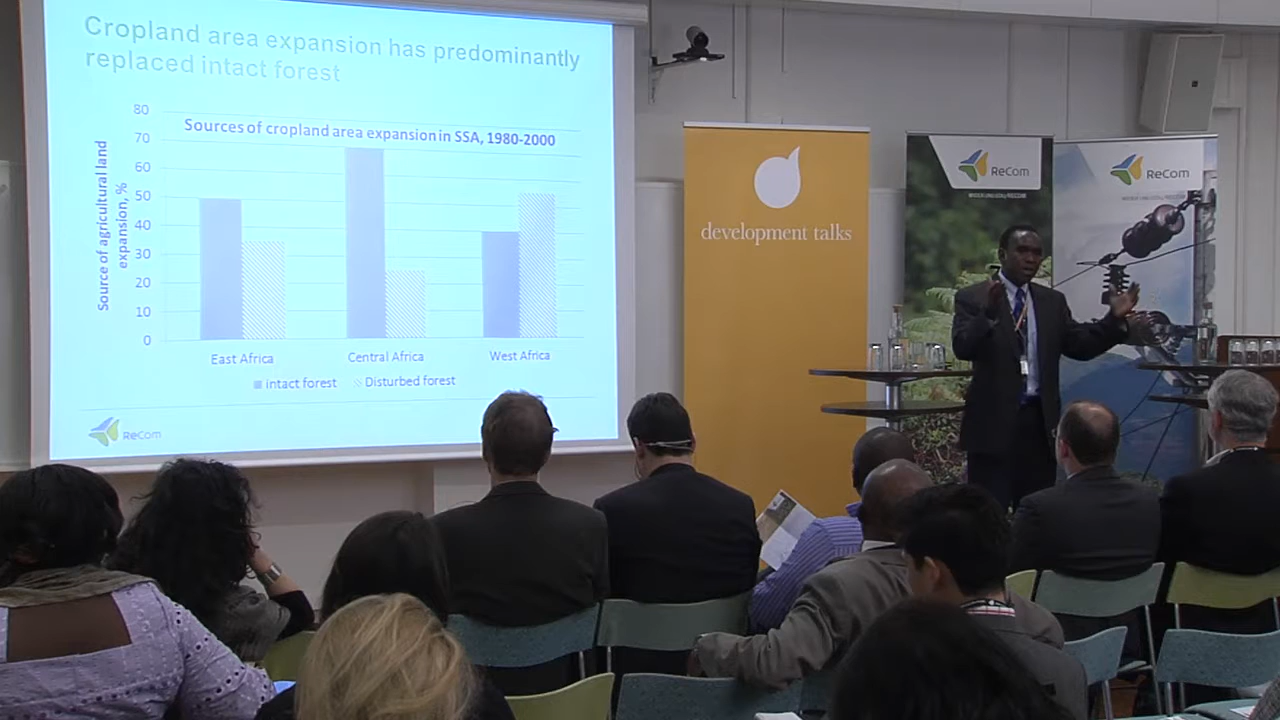 Cropland area expansion has predominantly
replaced intact forest
Sources of cropland area expansion in SSA, 1980-2000
Source of agricultural land
expansion, %
80
70
60
50
40
30
20
10
0
East Africa
Central Africa
West Africa
intact forest
Disturbed forest
ReCom
development talks
ReCom
ReCom